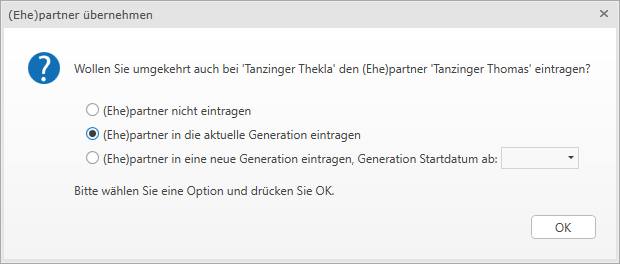 (Ehe)partner übernehmen
Wollen Sie umgekehrt auch bei 'Tanzinger Thekla' den (Ehe)partner 'Tanzinger Thomas' eintragen?
(Ehe)partner nicht eintragen
(Ehe)partner in die aktuelle Generation eintragen
(Ehe)partner in eine neue Generation eintragen, Generation Startdatum ab:
Bitte wählen Sie eine Option und drücken Sie OK.
OK